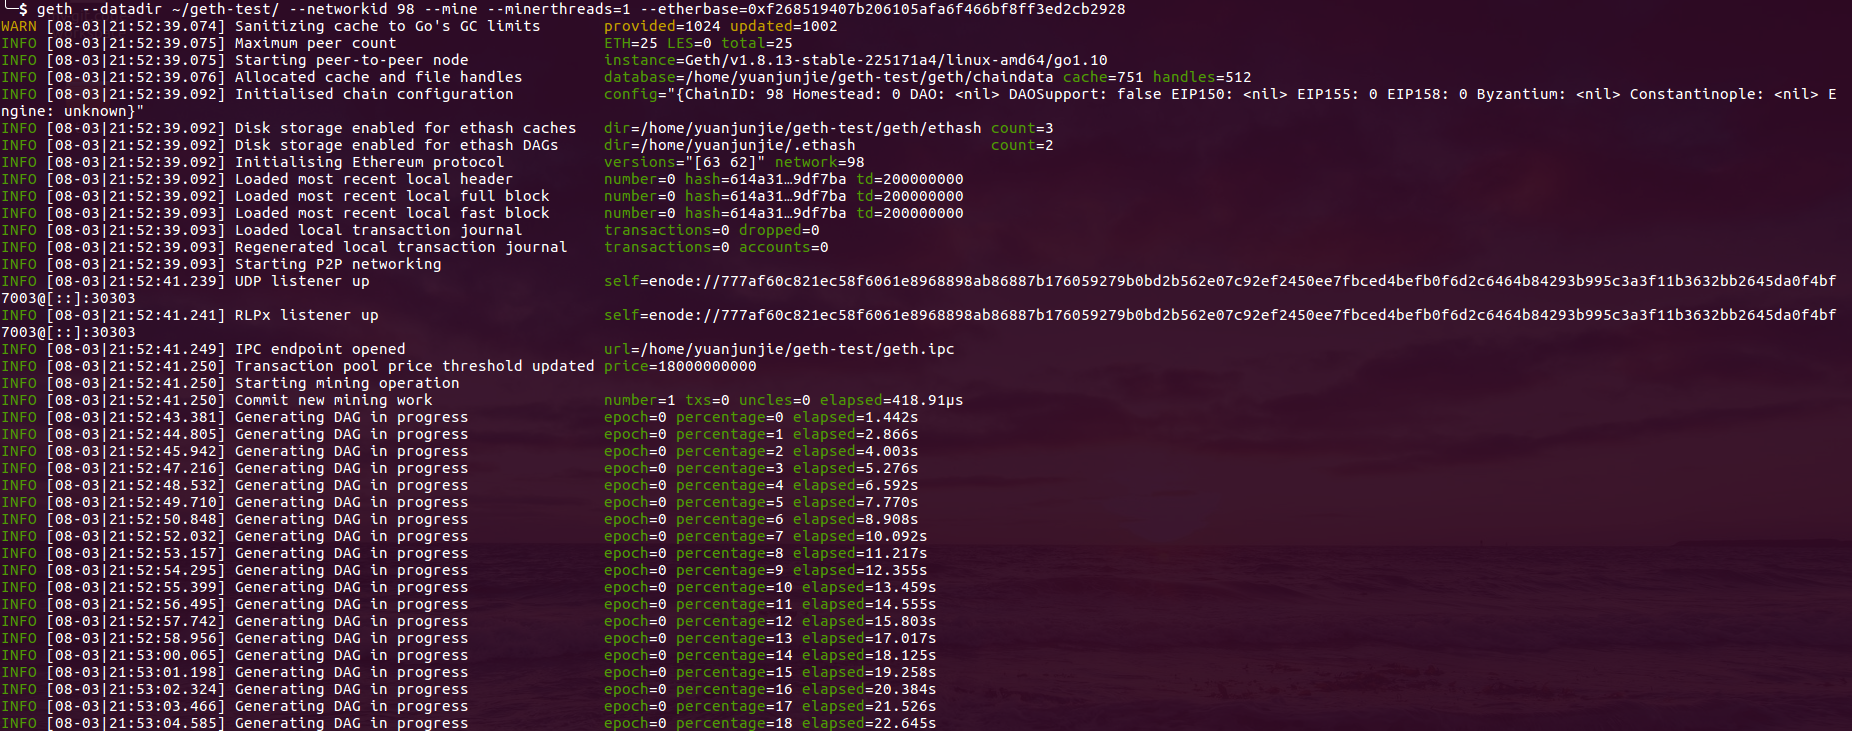 $ geth --datadir ~/geth-test/ --networkid 98 --mine --minerthreads=1 --etherbase=0xf268519407b206105afa6f466bf8ff3ed2cb2928
WARN [08-03|21:52:39.074] Sanitizing cache to Go's GC limits provided=1024 updated=1002
INFO [08-03|21:52:39.075] Maximum peer count ETH=25 LES=0 total=25
INFO [08-03|21:52:39.075] Starting peer-to-peer node instance=Geth/v1.8.13-stable-225171a4/linux-amd64/go1.10
INFO [08-03|21:52:39.076] Allocated cache and file handles database=/home/yuanjunjie/geth-test/geth/chaindata cache=751 handles=512
INFO [08-03|21:52:39.092] Initialised chain configuration config="{ChainID: 98 Homestead: 0 DAO: <nil> DAOSupport: false EIP150: <nil> EIP155: 0 EIP158: 0 Byzantium: <nil> Constantinople: <nil> E
ngine: unknown}"
INFO [08-03|21:52:39.092] Disk storage enabled for ethash caches dir=/home/yuanjunjie/geth-test/geth/ethash count=3
INFO [08-03|21:52:39.092] Disk storage enabled for ethash DAGs dir=/home/yuanjunjie/.ethash count=2
INFO [08-03|21:52:39.092] Initialising Ethereum protocol versions="[63 62]" network=98
INFO [08-03|21:52:39.092] Loaded most recent local header number=0 hash=614a31…9df7ba td=200000000
INFO [08-03|21:52:39.092] Loaded most recent local full block number=0 hash=614a31…9df7ba td=200000000
INFO [08-03|21:52:39.093] Loaded most recent local fast block number=0 hash=614a31…9df7ba td=200000000
INFO [08-03|21:52:39.093] Loaded local transaction journal transactions=0 dropped=0
INFO [08-03|21:52:39.093] Regenerated local transaction journal transactions=0 accounts=0
INFO [08-03|21:52:39.093] Starting P2P networking
INFO [08-03|21:52:41.239] UDP listener up self=enode://777af60c821ec58f6061e8968898ab86887b176059279b0bd2b562e07c92ef2450ee7fbced4befb0f6d2c6464b84293b995c3a3f11b3632bb2645da0f4bf
7003@[::]:30303
INFO [08-03|21:52:41.241] RLPx listener up self=enode://777af60c821ec58f6061e8968898ab86887b176059279b0bd2b562e07c92ef2450ee7fbced4befb0f6d2c6464b84293b995c3a3f11b3632bb2645da0f4bf
7003@[::]:30303
INFO [08-03|21:52:41.249] IPC endpoint opened url=/home/yuanjunjie/geth-test/geth.ipc
INFO [08-03|21:52:41.250] Transaction pool price threshold updated price=18000000000
INFO [08-03|21:52:41.250] Starting mining operation
INFO [08-03|21:52:41.250] Commit new mining work number=1 txs=0 uncles=0 elapsed=418.91µs
INFO [08-03|21:52:43.381] Generating DAG in progress epoch=0 percentage=0 elapsed=1.442s
INFO [08-03|21:52:44.805] Generating DAG in progress epoch=0 percentage=1 elapsed=2.866s
INFO [08-03|21:52:45.942] Generating DAG in progress epoch=0 percentage=2 elapsed=4.003s
INFO [08-03|21:52:47.216] Generating DAG in progress epoch=0 percentage=3 elapsed=5.276s
INFO [08-03|21:52:48.532] Generating DAG in progress epoch=0 percentage=4 elapsed=6.592s
INFO [08-03|21:52:49.710] Generating DAG in progress epoch=0 percentage=5 elapsed=7.770s
INFO [08-03|21:52:50.848] Generating DAG in progress epoch=0 percentage=6 elapsed=8.908s
INFO [08-03|21:52:52.032] Generating DAG in progress epoch=0 percentage=7 elapsed=10.092s
INFO [08-03|21:52:53.157] Generating DAG in progress epoch=0 percentage=8 elapsed=11.217s
INFO [08-03|21:52:54.295] Generating DAG in progress epoch=0 percentage=9 elapsed=12.355s
INFO [08-03|21:52:55.399] Generating DAG in progress epoch=0 percentage=10 elapsed=13.459s
INFO [08-03|21:52:56.495] Generating DAG in progress epoch=0 percentage=11 elapsed=14.555s
INFO [08-03|21:52:57.742] Generating DAG in progress epoch=0 percentage=12 elapsed=15.803s
INFO [08-03|21:52:58.956] Generating DAG in progress epoch=0 percentage=13 elapsed=17.017s
INFO [08-03|21:53:00.065] Generating DAG in progress epoch=0 percentage=14 elapsed=18.125s
INFO [08-03|21:53:01.198] Generating DAG in progress epoch=0 percentage=15 elapsed=19.258s
INFO [08-03|21:53:02.324] Generating DAG in progress epoch=0 percentage=16 elapsed=20.384s
INFO [08-03|21:53:03.466] Generating DAG in progress epoch=0 percentage=17 elapsed=21.526s
INFO [08-03|21:53:04.585] Generating DAG in progress epoch=0 percentage=18 elapsed=22.645s